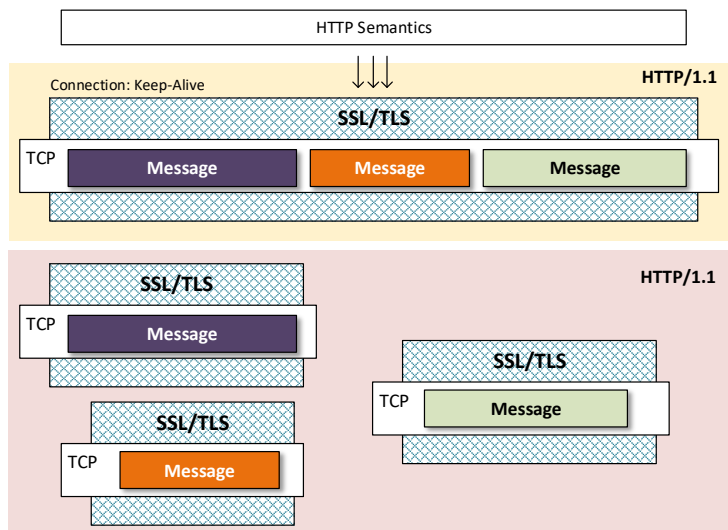 HTTP Semantics
HTTP/1.1
Connection: Keep-Alive
SSL/TLS
TCP
Message
Message
Message
HTTP/1.1
SSL/TLS
TCP
Message
SSL/TLS
TCP
Message
SSL/TLS
TCP
Message